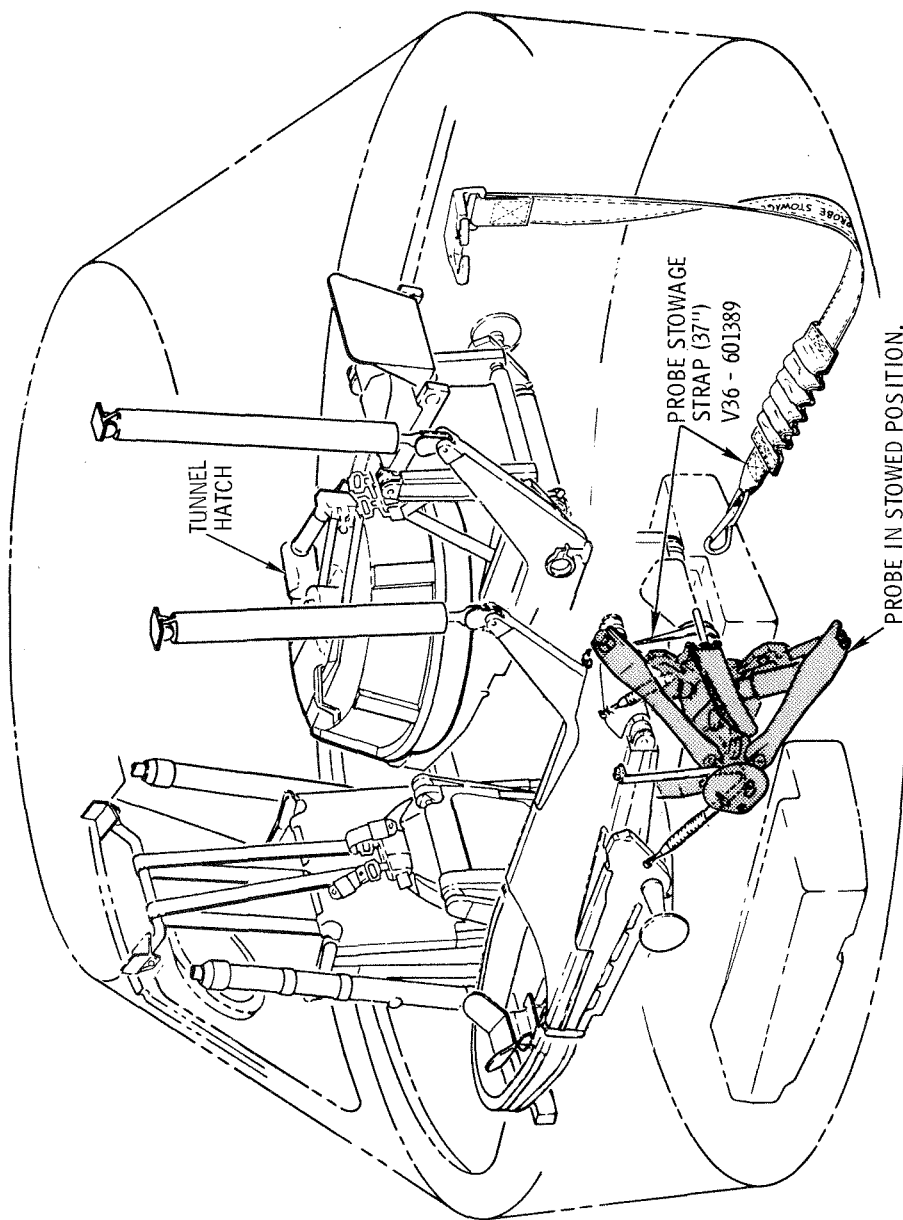 TUNNEL
HATCH
PROBE STOWAGE
STRAP (37")
V36 - 601389
PROBE STOWAG
PROBE IN STOWED POSITION.